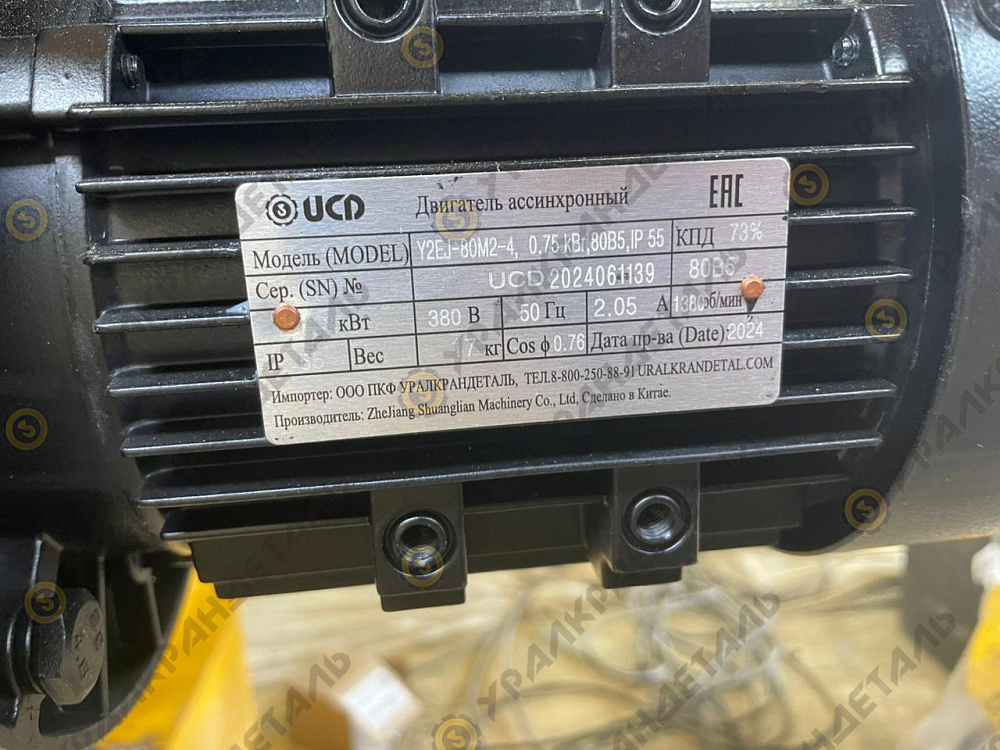 UCD Двигатель ассинхронный EAC
Модель (MODEL) Y2EJ-80M2-4, 0,75 kВт,80B5,IP 55 КПД 73%
Сер. (SN) № UCD 2024061139 80B5
кВт 380 В 50 Гц 2.05 А 1380об/мин
IP Вес кг Cos ϕ 0.76 Дата пр-ва (Date) 2024
Импортер: ООО ПКФ УРАЛКРАНДЕТАЛЬ, ТЕЛ.8-800-250-88-91 URALKRANDETAL.COM
Производитель: ZheJiang Shuanglian Machinery Co., Ltd, Сделано в Китае.
УРАЛКРАНДЕТАЛЬ